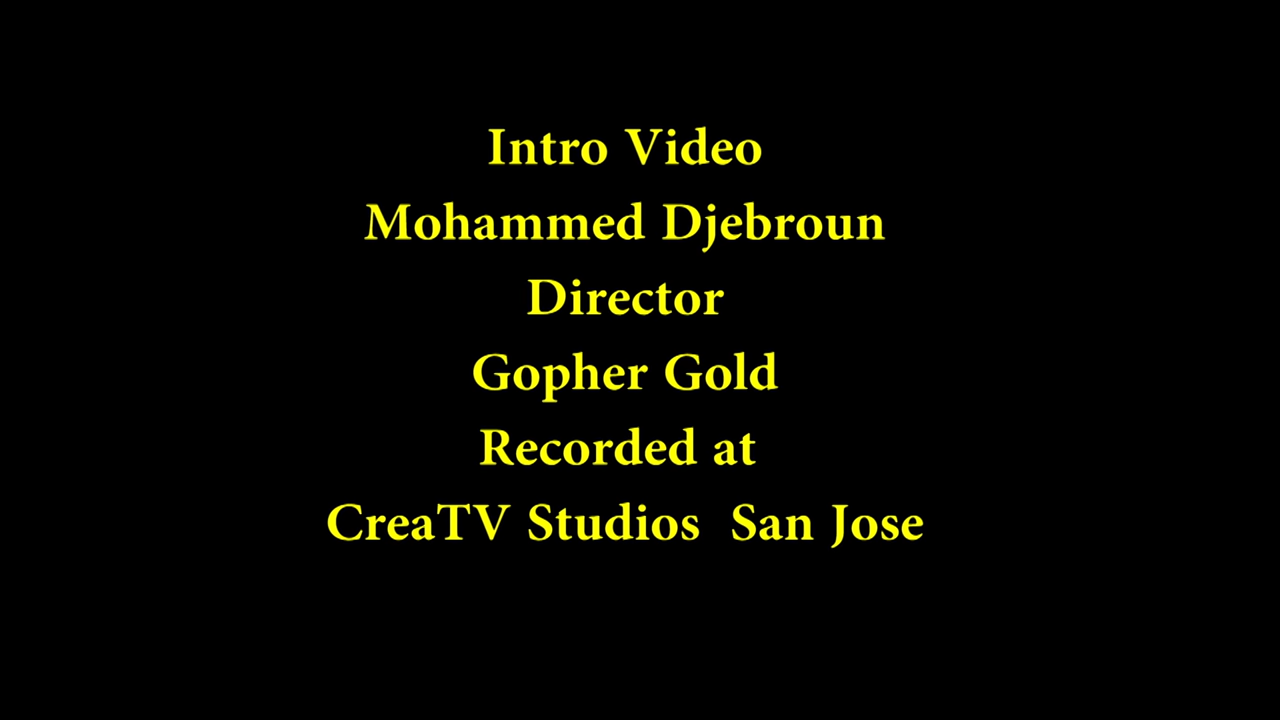 Intro Video
Mohammed Djebroun
Director
Gopher Gold
Recorded at
CreaTV Studios  San Jose